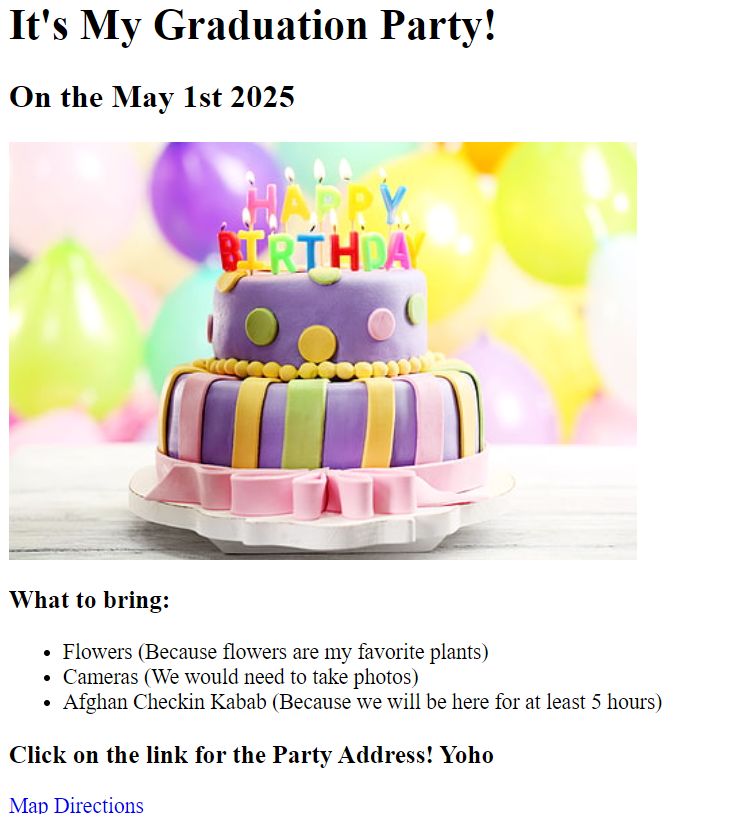 It's My Graduation Party!
On the May 1st 2025
HAPPY
BIRTHDAY
What to bring:
Flowers (Because flowers are my favorite plants)
Cameras (We would need to take photos)
Afghan Checkin Kabab (Because we will be here for at least 5 hours)
Click on the link for the Party Address! Yoho
Map Directions